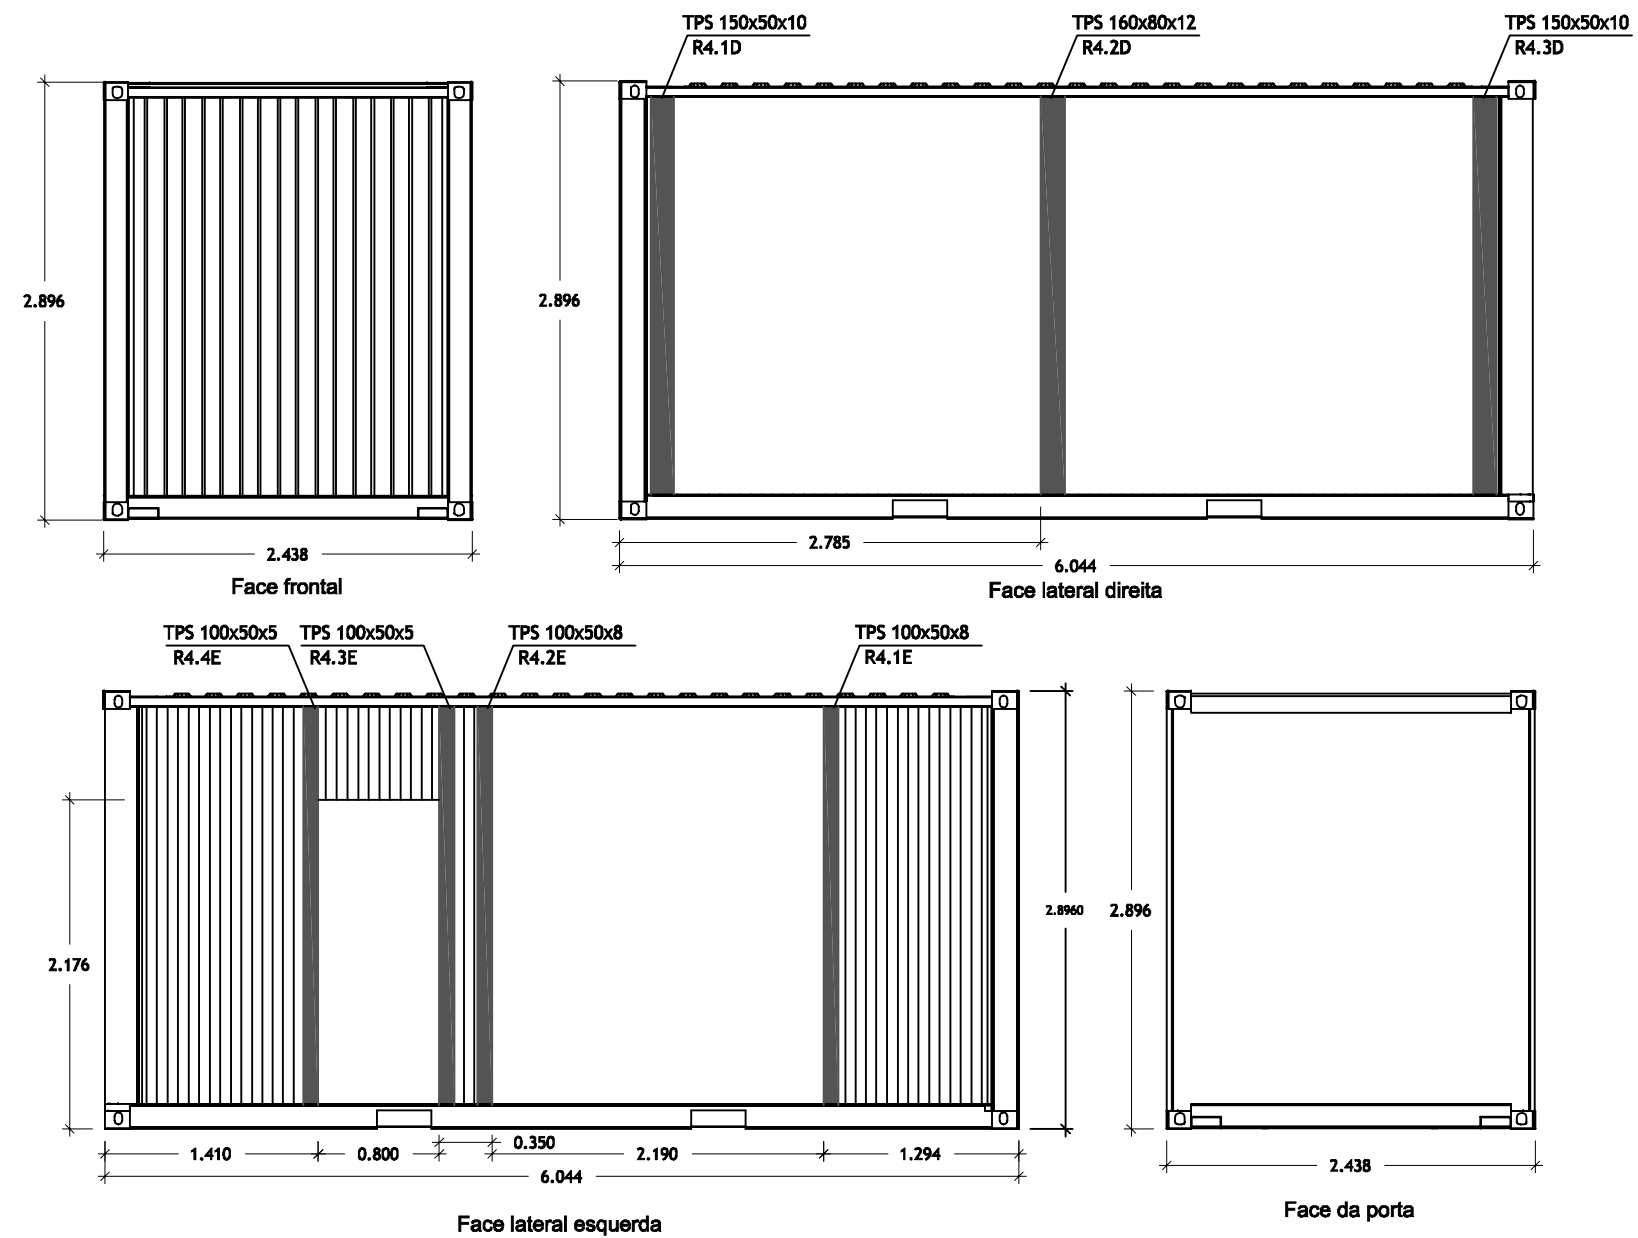 TPS 150x50x10
R4.1D
TPS 160x80x12
R4.2D
TPS 150x50x10
R4.3D
2.896
2.896
2.438
Face frontal
2.785
6.044
Face lateral direita
TPS 100x50x5
R4.4E
TPS 100x50x5
R4.3E
TPS 100x50x8
R4.2E
TPS 100x50x8
R4.1E
2.176
2.8960
2.896
1.410
0.800
0.350
2.190
1.294
6.044
Face lateral esquerda
2.438
Face da porta